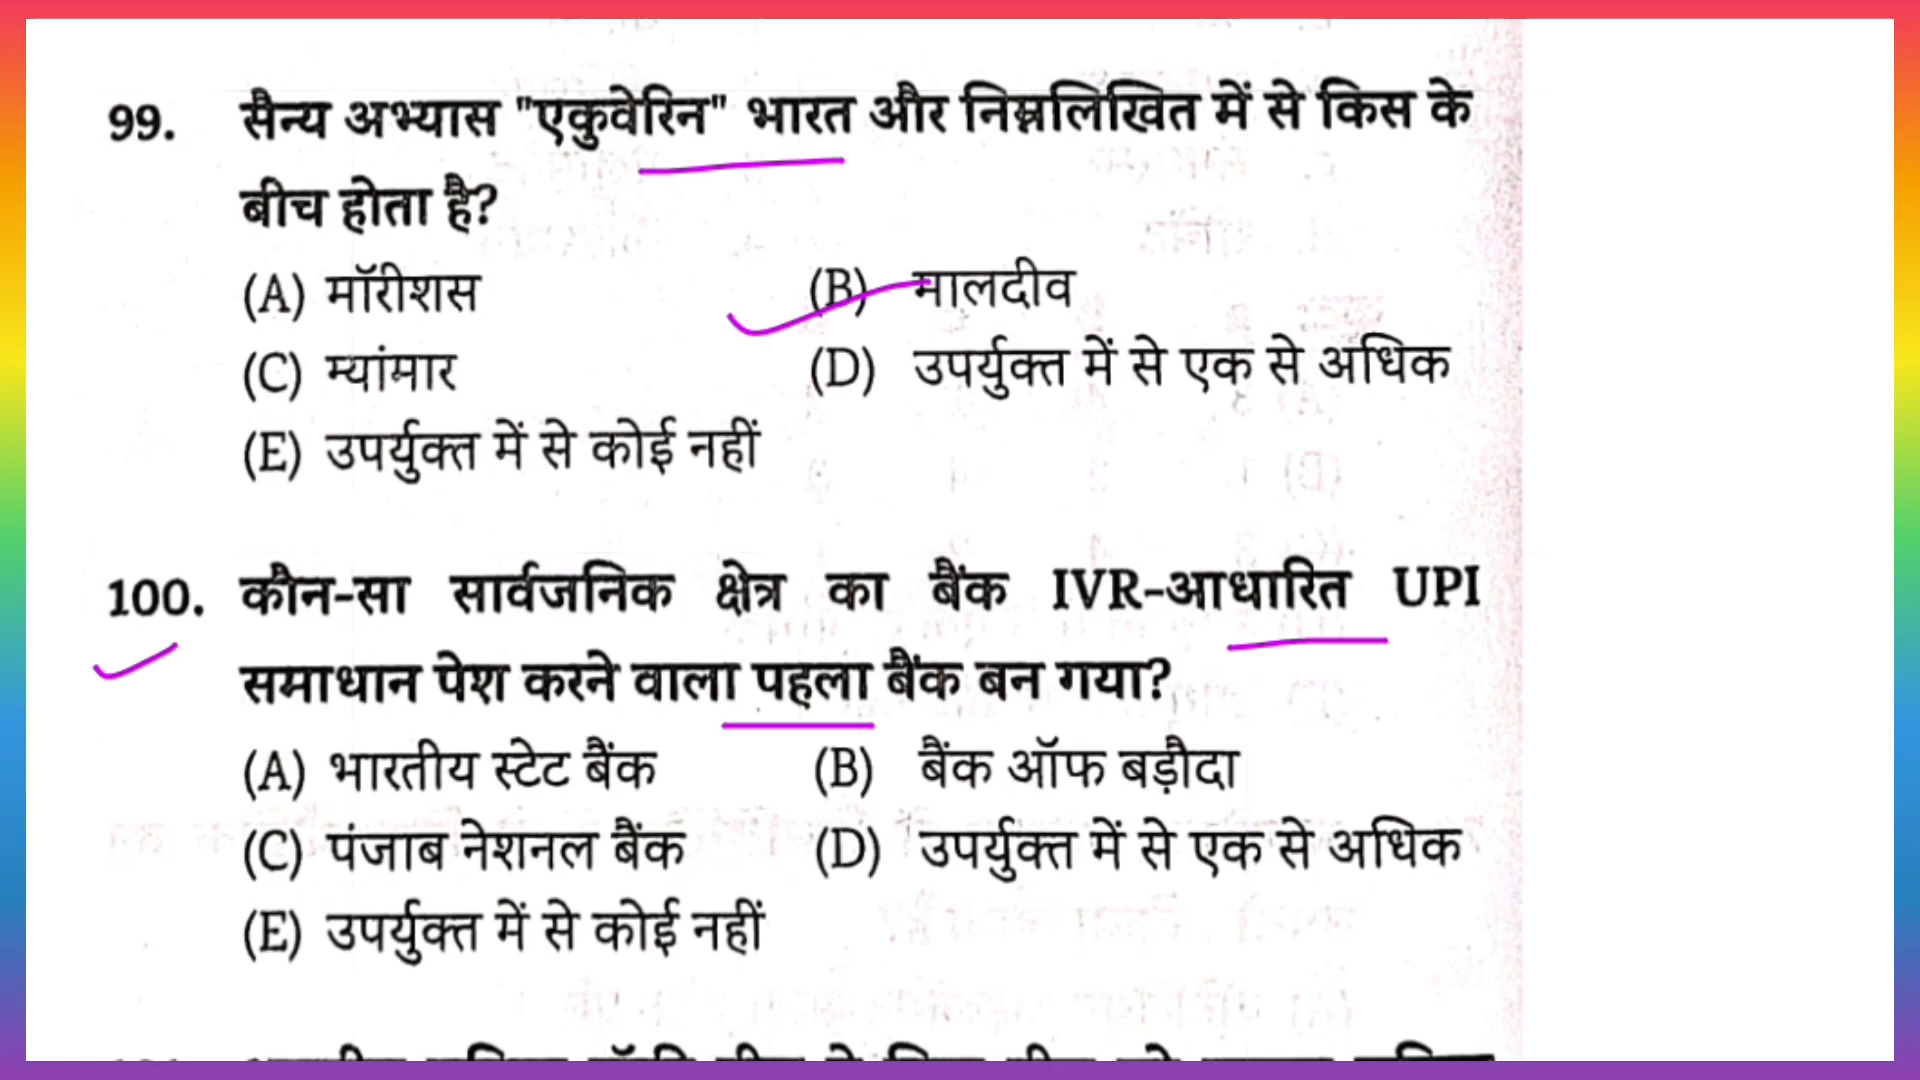 99. सैन्य अभ्यास "एकुवेरिन" भारत और निम्नलिखित में से किस के
बीच होता है?
(A) मॉरीशस (B) मालदीव
(C) म्यांमार (D) उपर्युक्त में से एक से अधिक
(E) उपर्युक्त में से कोई नहीं
100. कौन-सा सार्वजनिक क्षेत्र का बैंक IVR-आधारित UPI
समाधान पेश करने वाला पहला बैंक बन गया?
(A) भारतीय स्टेट बैंक (B) बैंक ऑफ बड़ौदा
(C) पंजाब नेशनल बैंक (D) उपर्युक्त में से एक से अधिक
(E) उपर्युक्त में से कोई नहीं